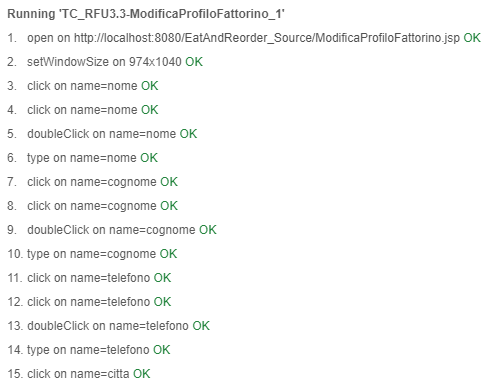 Running 'TC_RFU3.3-ModificaProfiloFattorino_1'
1. open on http://localhost:8080/EatAndReorder_Source/ModificaProfiloFattorino.jsp OK
2. setWindowSize on 974x1040 OK
3. click on name=nome OK
4. click on name=nome OK
5. doubleClick on name=nome OK
6. type on name=nome OK
7. click on name=cognome OK
8. click on name=cognome OK
9. doubleClick on name=cognome OK
10. type on name=cognome OK
11. click on name=telefono OK
12. click on name=telefono OK
13. doubleClick on name=telefono OK
14. type on name=telefono OK
15. click on name=citta OK